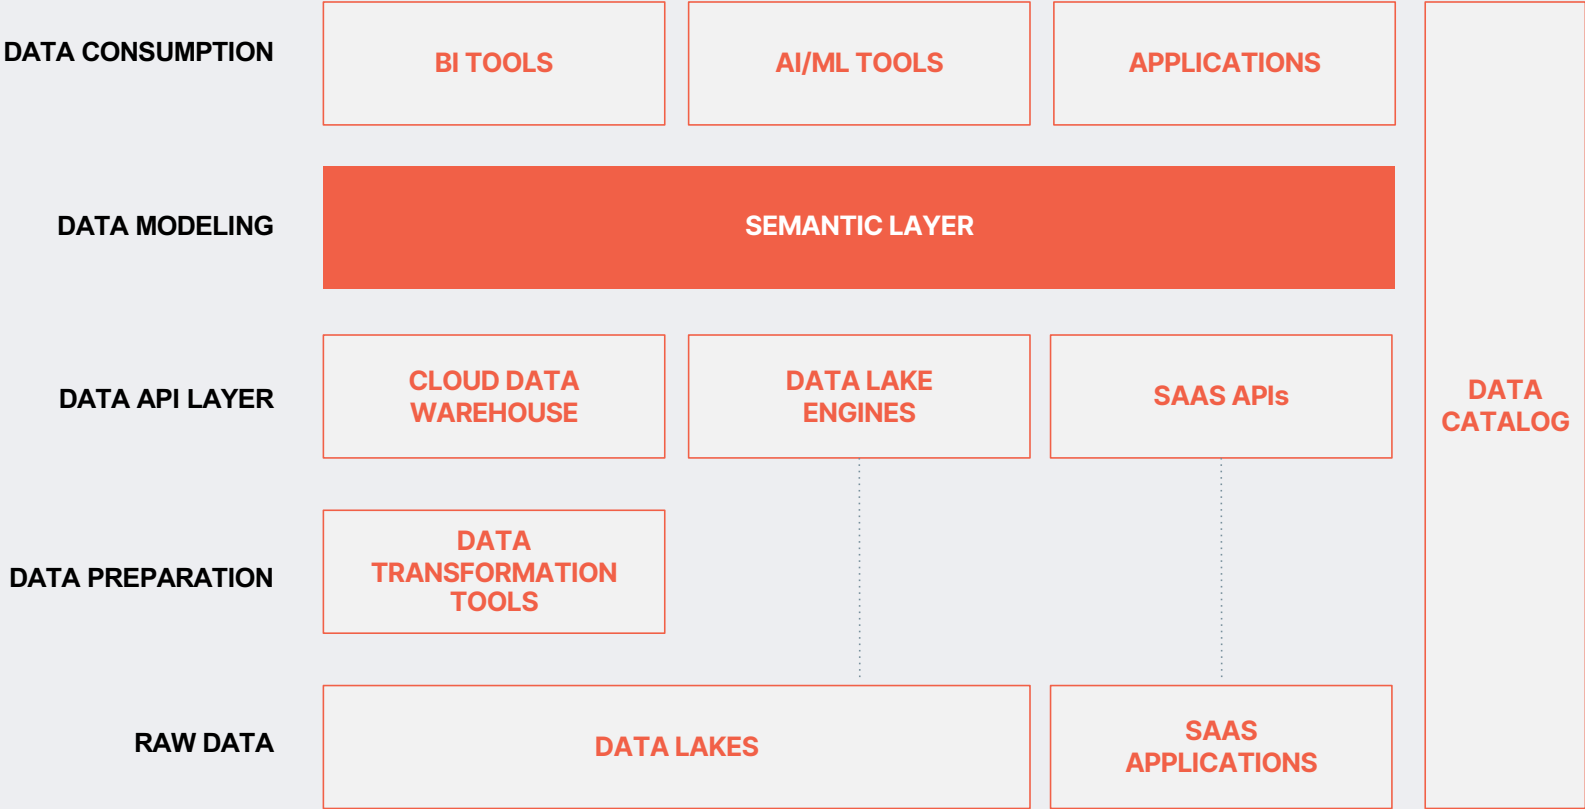 DATA CONSUMPTION
BI TOOLS
AI/ML TOOLS
APPLICATIONS
DATA MODELING
SEMANTIC LAYER
DATA API LAYER
CLOUD DATA
WAREHOUSE
DATA LAKE
ENGINES
SAAS APIs
DATA
CATALOG
DATA PREPARATION
DATA
TRANSFORMATION
TOOLS
RAW DATA
DATA LAKES
SAAS
APPLICATIONS